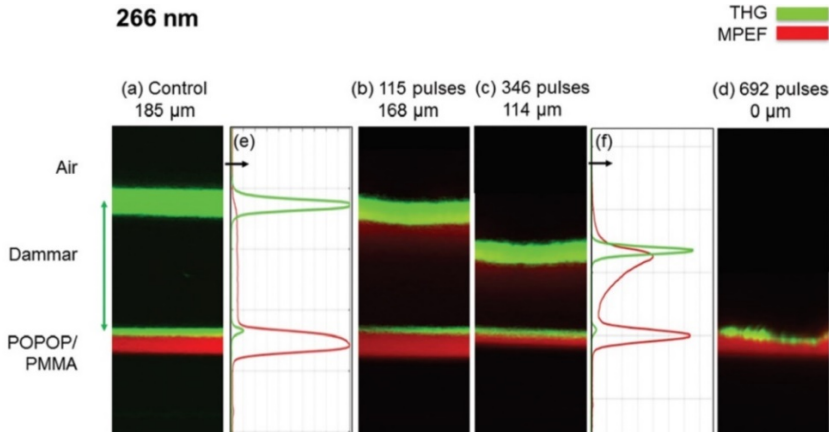 266 nm
THG
MPEF
(a) Control
185 µm
(b) 115 pulses
168 µm
(c) 346 pulses
114 µm
(d) 692 pulses
0 µm
(e)
(f)
Air
Dammar
POPOP/
PMMA